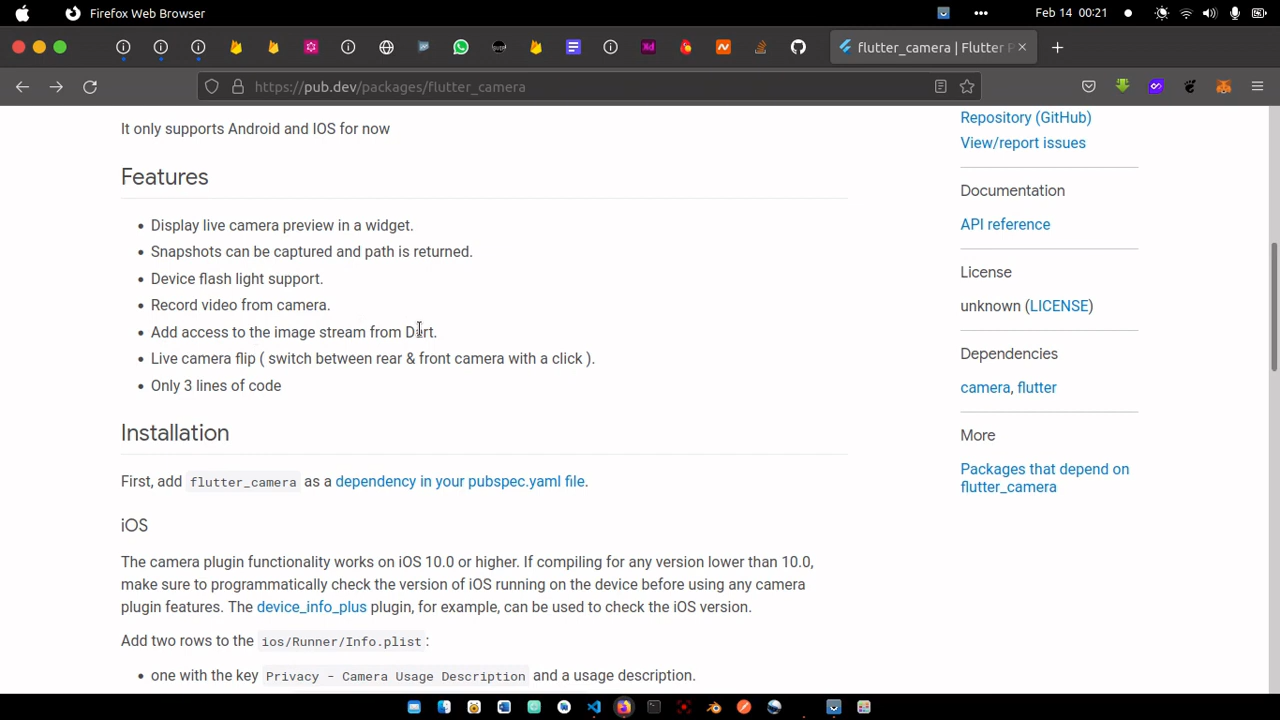 Firefox Web Browser
Feb 14 00:21
flutter_camera | Flutter P
https://pub.dev/packages/flutter_camera
It only supports Android and IOS for now
Features
• Display live camera preview in a widget.
• Snapshots can be captured and path is returned.
• Device flash light support.
• Record video from camera.
• Add access to the image stream from Dart.
• Live camera flip ( switch between rear & front camera with a click ).
• Only 3 lines of code
Installation
First, add flutter_camera as a dependency in your pubspec.yaml file.
iOS
The camera plugin functionality works on iOS 10.0 or higher. If compiling for any version lower than 10.0,
make sure to programmatically check the version of iOS running on the device before using any camera
plugin features. The device_info_plus plugin, for example, can be used to check the iOS version.
Add two rows to the ios/Runner/Info.plist:
• one with the key Privacy - Camera Usage Description and a usage description.
Repository (GitHub)
View/report issues
Documentation
API reference
License
unknown (LICENSE)
Dependencies
camera, flutter
More
Packages that depend on
flutter_camera